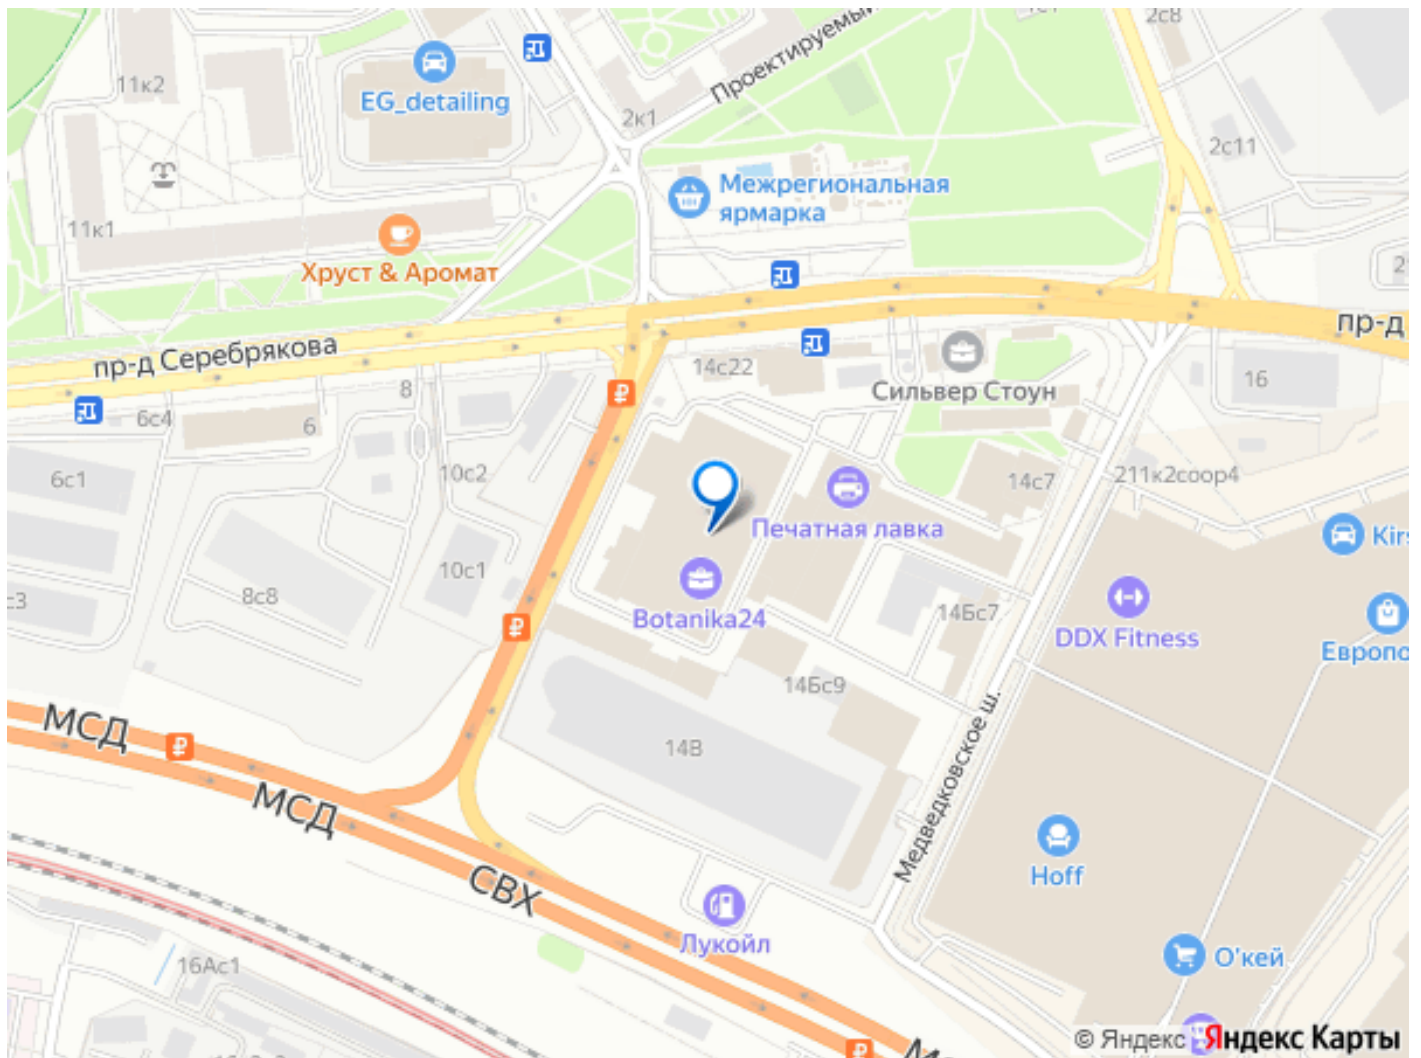 2с8
11к2
EG_detailing
2к1
Проектируемый
2с11
Межрегиональная
ярмарка
11к1
Хруст & Аромат
пр-д
пр-д Серебрякова
14с22
Сильвер Стоун
16
8
6с4
6
6с1
10с2
14с7
211к2соор4
Печатная лавка
10с1
8с8
Botanika24
14Бс7
DDX Fitness
14Бс9
14В
МСД
МСД
СВХ
Медведковское ш.
Hoff
Лукойл
О'кей
16Ас1
© Яндекс Яндекс Карты